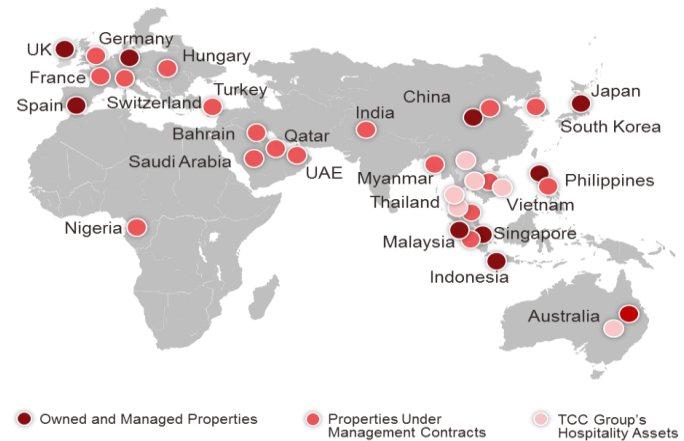 UK
Germany
Hungary
France
Switzerland
Turkey
Spain
Bahrain
Qatar
Saudi Arabia
UAE
Nigeria
India
China
Japan
South Korea
Myanmar
Thailand
Vietnam
Philippines
Malaysia
Singapore
Indonesia
Australia
Owned and Managed Properties
Properties Under
Management Contracts
TCC Group's
Hospitality Assets